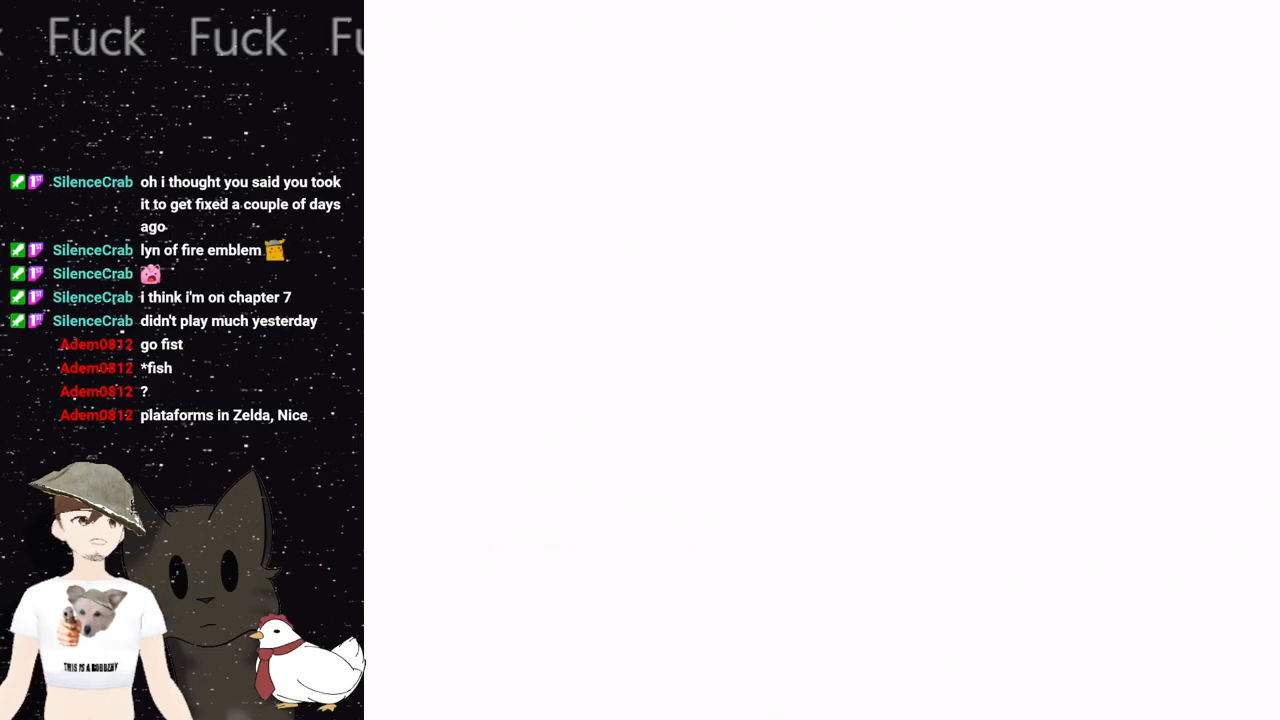 Fuck Fuck Fu
SilenceCrab oh i thought you said you took
it to get fixed a couple of days
ago
SilenceCrab lyn of fire emblem
SilenceCrab
SilenceCrab i think i'm on chapter 7
SilenceCrab didn't play much yesterday
Adem0812 go fist
Adem0812 *fish
Adem0812 ?
Adem0812 plataforms in Zelda, Nice
THIS IS A ROBBERY